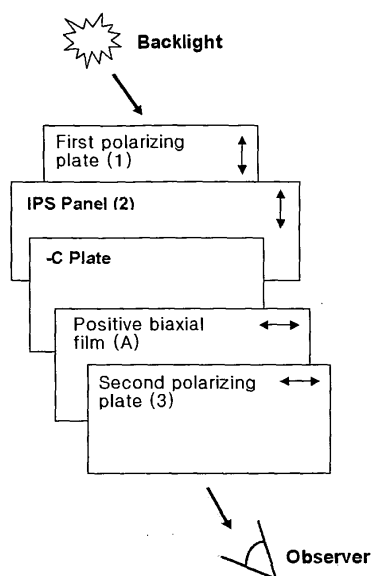 Backlight
First polarizing
plate (1)
IPS Panel (2)
-C Plate
Positive biaxial
film (A)
Second polarizing
plate (3)
Observer